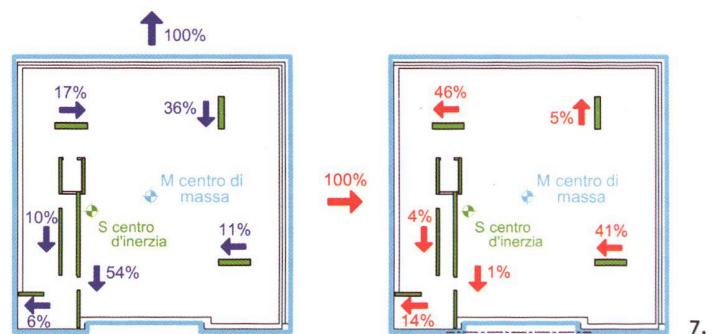 100%
17%
36%
M centro di
massa
10%
S centro
d'inerzia
11%
54%
6%
100%
46%
5%
M centro di
massa
4%
S centro
d'inerzia
41%
1%
14%
7.